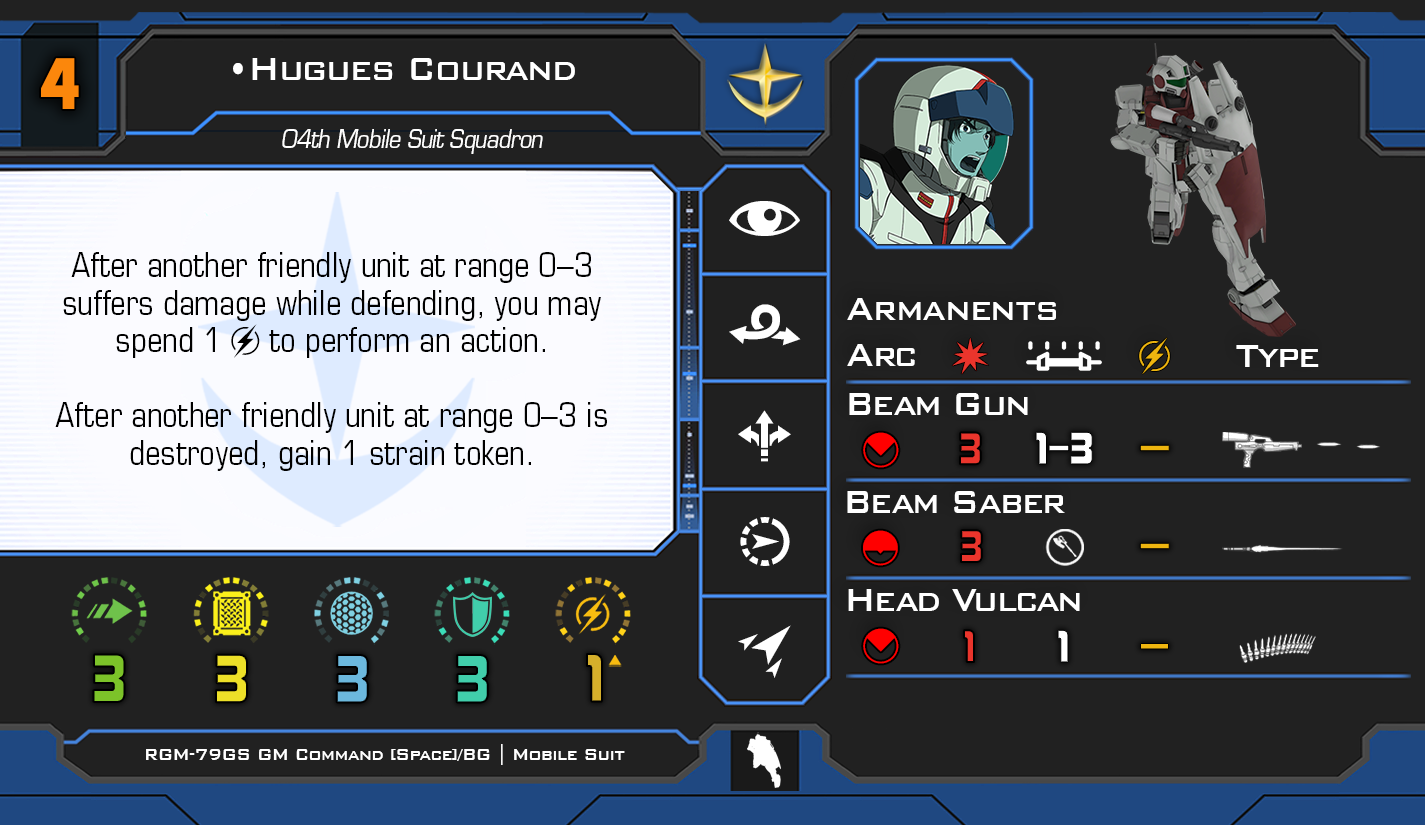 4
•Hugues Courand
04th Mobile Suit Squadron
After another friendly unit at range 0–3
suffers damage while defending, you may
spend 1 to perform an action.
After another friendly unit at range 0–3 is
destroyed, gain 1 strain token.
3 3 3 3 1
RGM-79GS GM Command [Space]/BG | Mobile Suit
Armanents
Arc Type
Beam Gun
3 1–3 –
Beam Saber
3 –
Head Vulcan
1 1 –